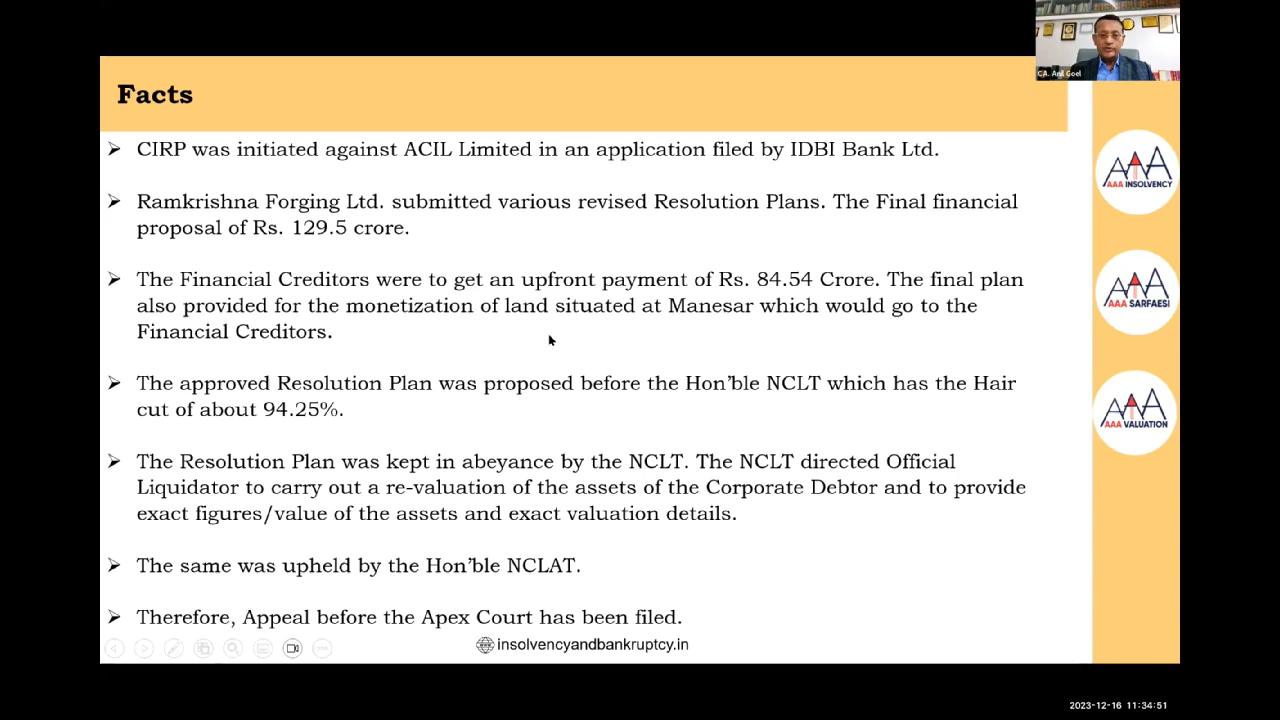 CA. Anil Goel
Facts
➢ CIRP was initiated against ACIL Limited in an application filed by IDBI Bank Ltd.
➢ Ramkrishna Forging Ltd. submitted various revised Resolution Plans. The Final financial
proposal of Rs. 129.5 crore.
➢ The Financial Creditors were to get an upfront payment of Rs. 84.54 Crore. The final plan
also provided for the monetization of land situated at Manesar which would go to the
Financial Creditors.
➢ The approved Resolution Plan was proposed before the Hon’ble NCLT which has the Hair
cut of about 94.25%.
➢ The Resolution Plan was kept in abeyance by the NCLT. The NCLT directed Official
Liquidator to carry out a re-valuation of the assets of the Corporate Debtor and to provide
exact figures/value of the assets and exact valuation details.
➢ The same was upheld by the Hon’ble NCLAT.
➢ Therefore, Appeal before the Apex Court has been filed.
insolvencyandbankruptcy.in
AAA
AAA INSOLVENCY
AAA
AAA SARFAESI
AAA
AAA VALUATION
2023-12-16 11:34:51